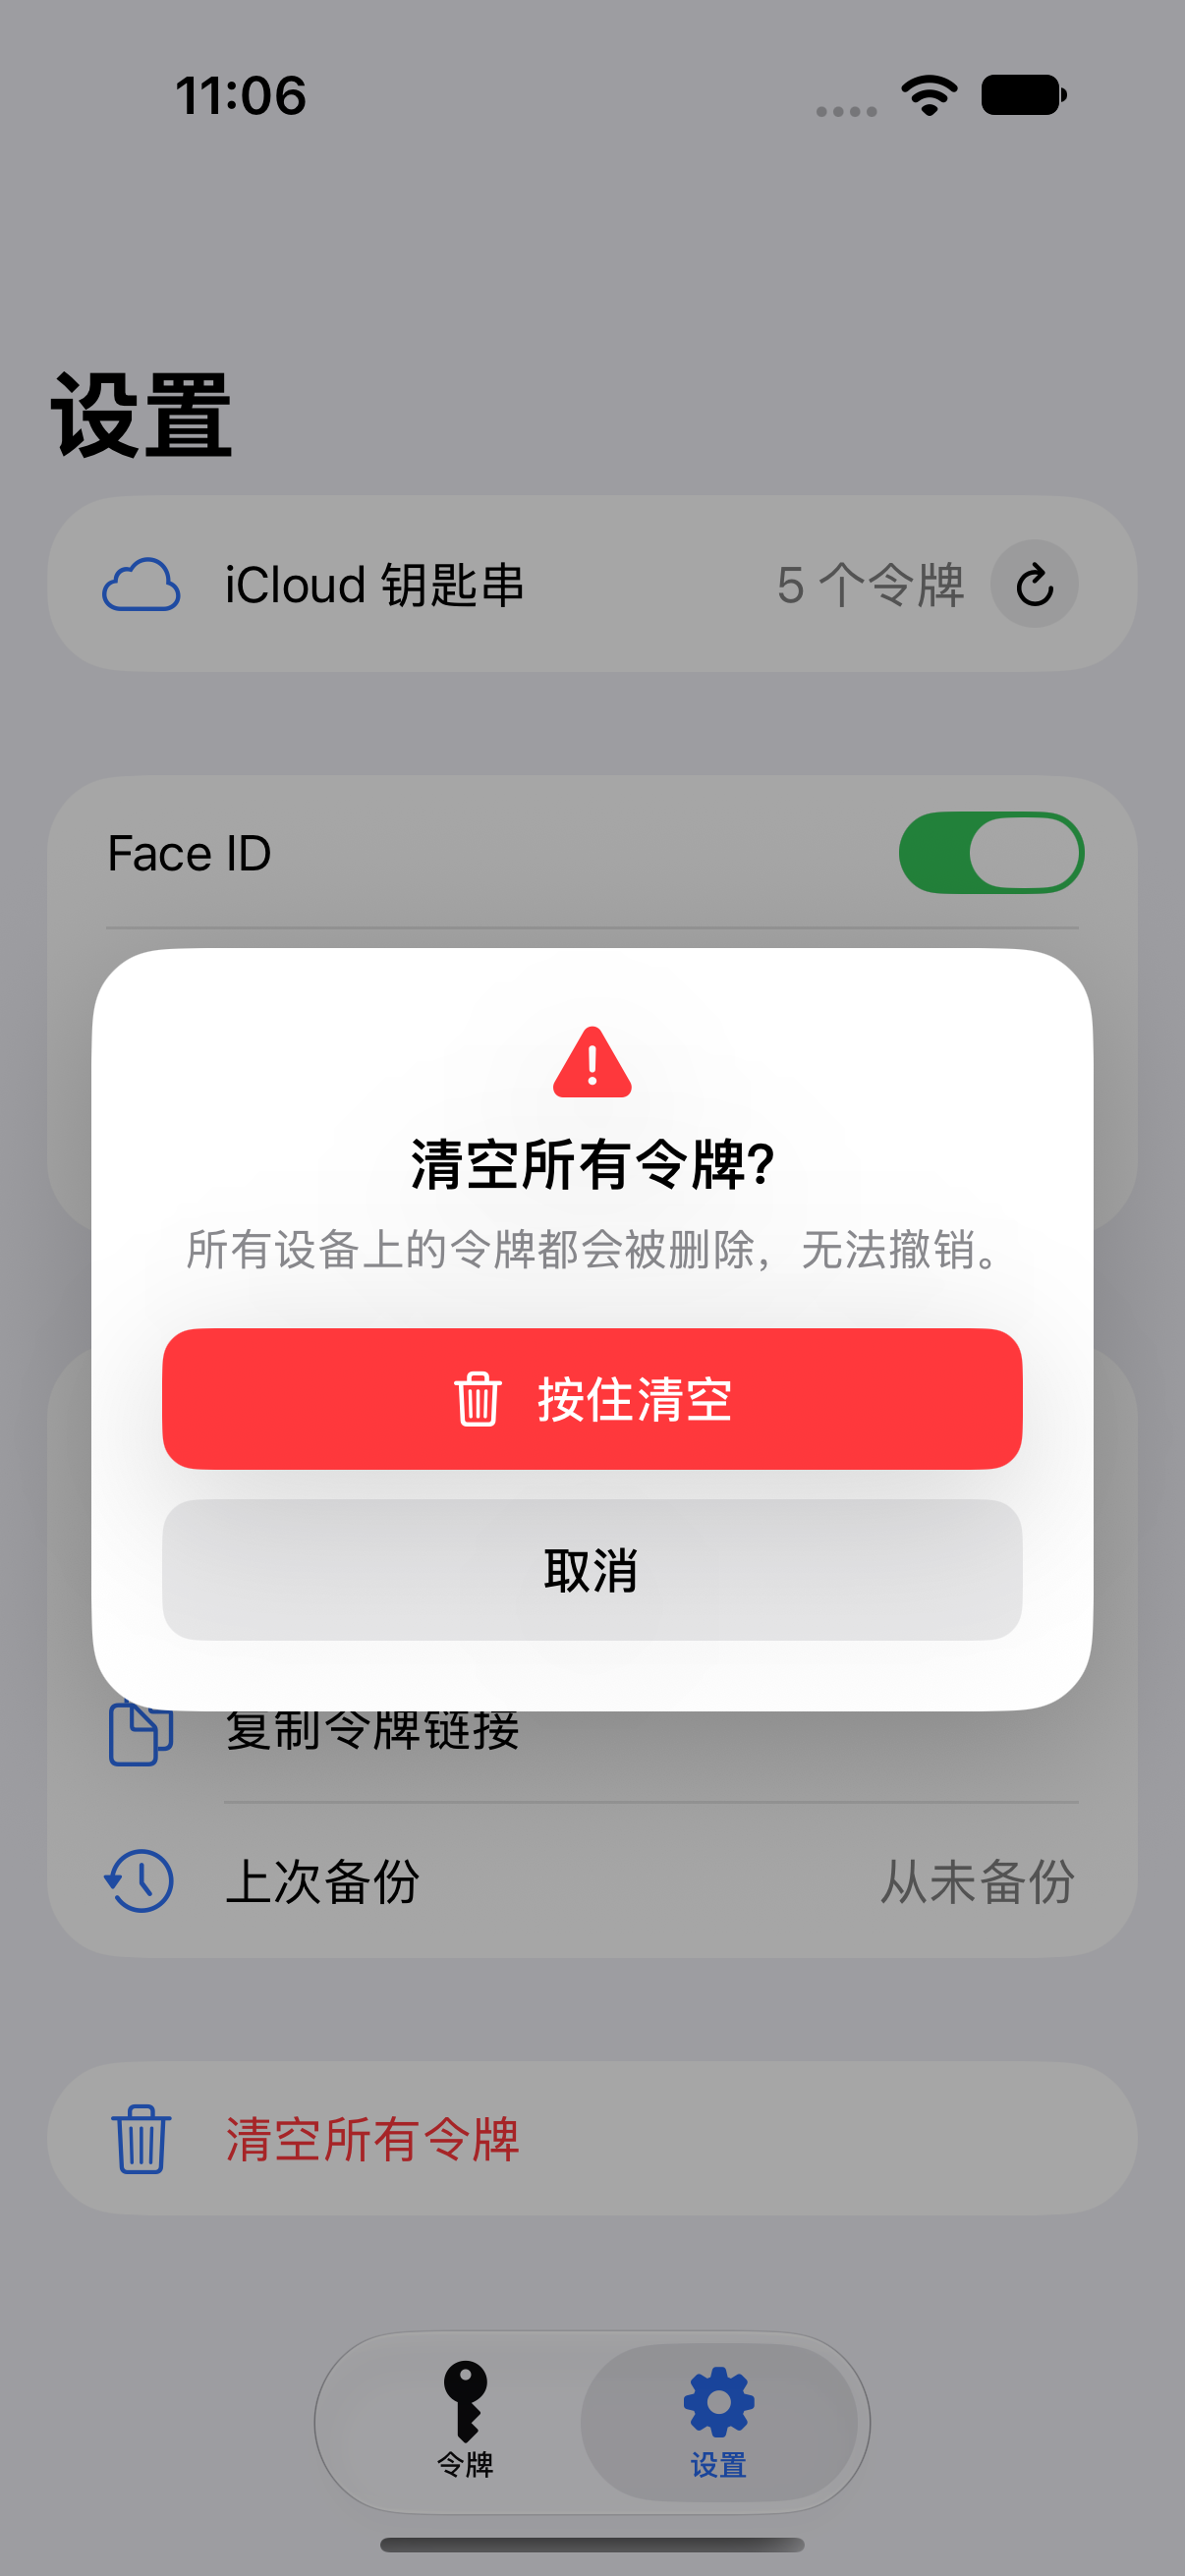 11:06
设置
iCloud 钥匙串
5 个令牌
Face ID
清空所有令牌?
所有设备上的令牌都会被删除，无法撤销。
按住清空
取消
复制令牌链接
上次备份
从未备份
清空所有令牌
令牌
设置